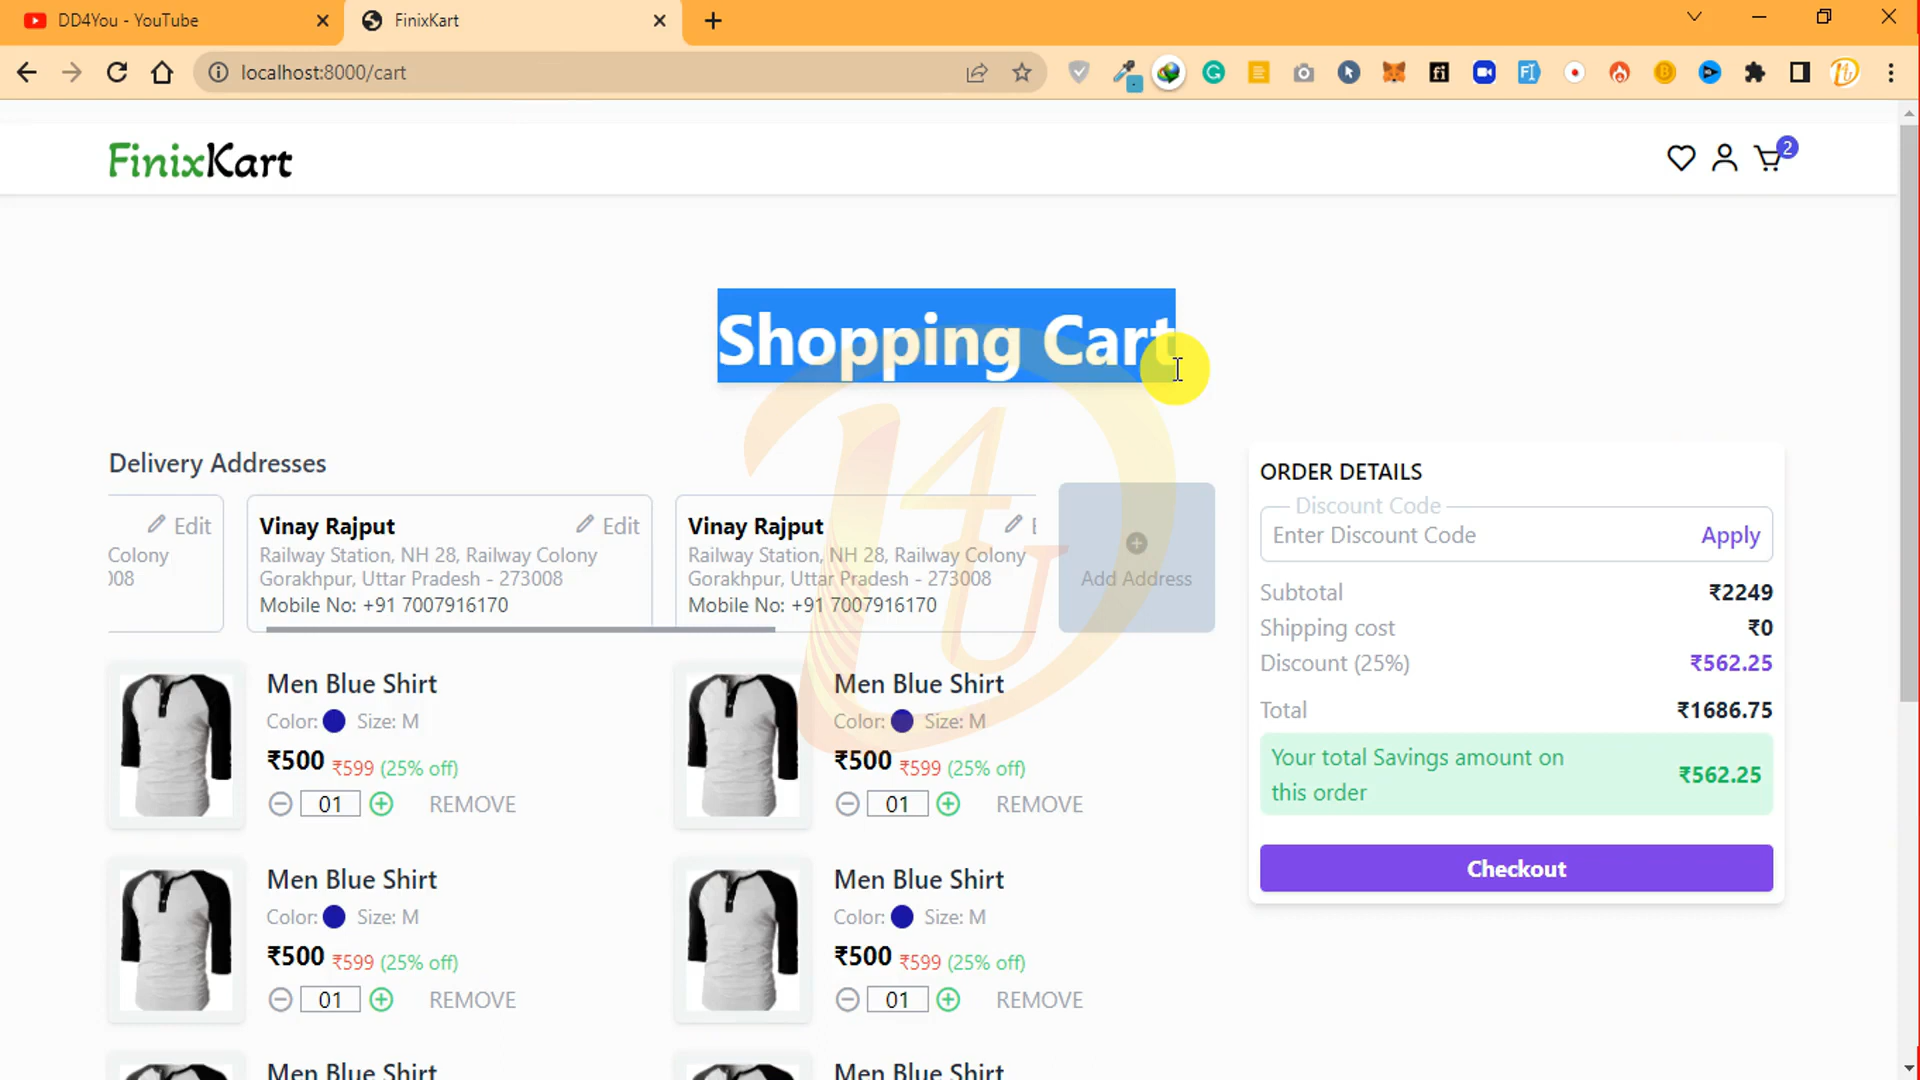 DD4You - YouTube
FinixKart
localhost:8000/cart
FinixKart
2
Shopping Cart
Delivery Addresses
Edit
Colony
008
Vinay Rajput
Edit
Railway Station, NH 28, Railway Colony
Gorakhpur, Uttar Pradesh - 273008
Mobile No: +91 7007916170
Vinay Rajput
E
Railway Station, NH 28, Railway Colony
Gorakhpur, Uttar Pradesh - 273008
Mobile No: +91 7007916170
Add Address
Men Blue Shirt
Color: Size: M
₹500 ₹599 (25% off)
01 REMOVE
Men Blue Shirt
Color: Size: M
₹500 ₹599 (25% off)
01 REMOVE
Men Blue Shirt
Color: Size: M
₹500 ₹599 (25% off)
01 REMOVE
Men Blue Shirt
Color: Size: M
₹500 ₹599 (25% off)
01 REMOVE
Men Blue Shirt
Men Blue Shirt
ORDER DETAILS
Discount Code
Enter Discount Code Apply
Subtotal ₹2249
Shipping cost ₹0
Discount (25%) ₹562.25
Total ₹1686.75
Your total Savings amount on
this order
₹562.25
Checkout
D4U